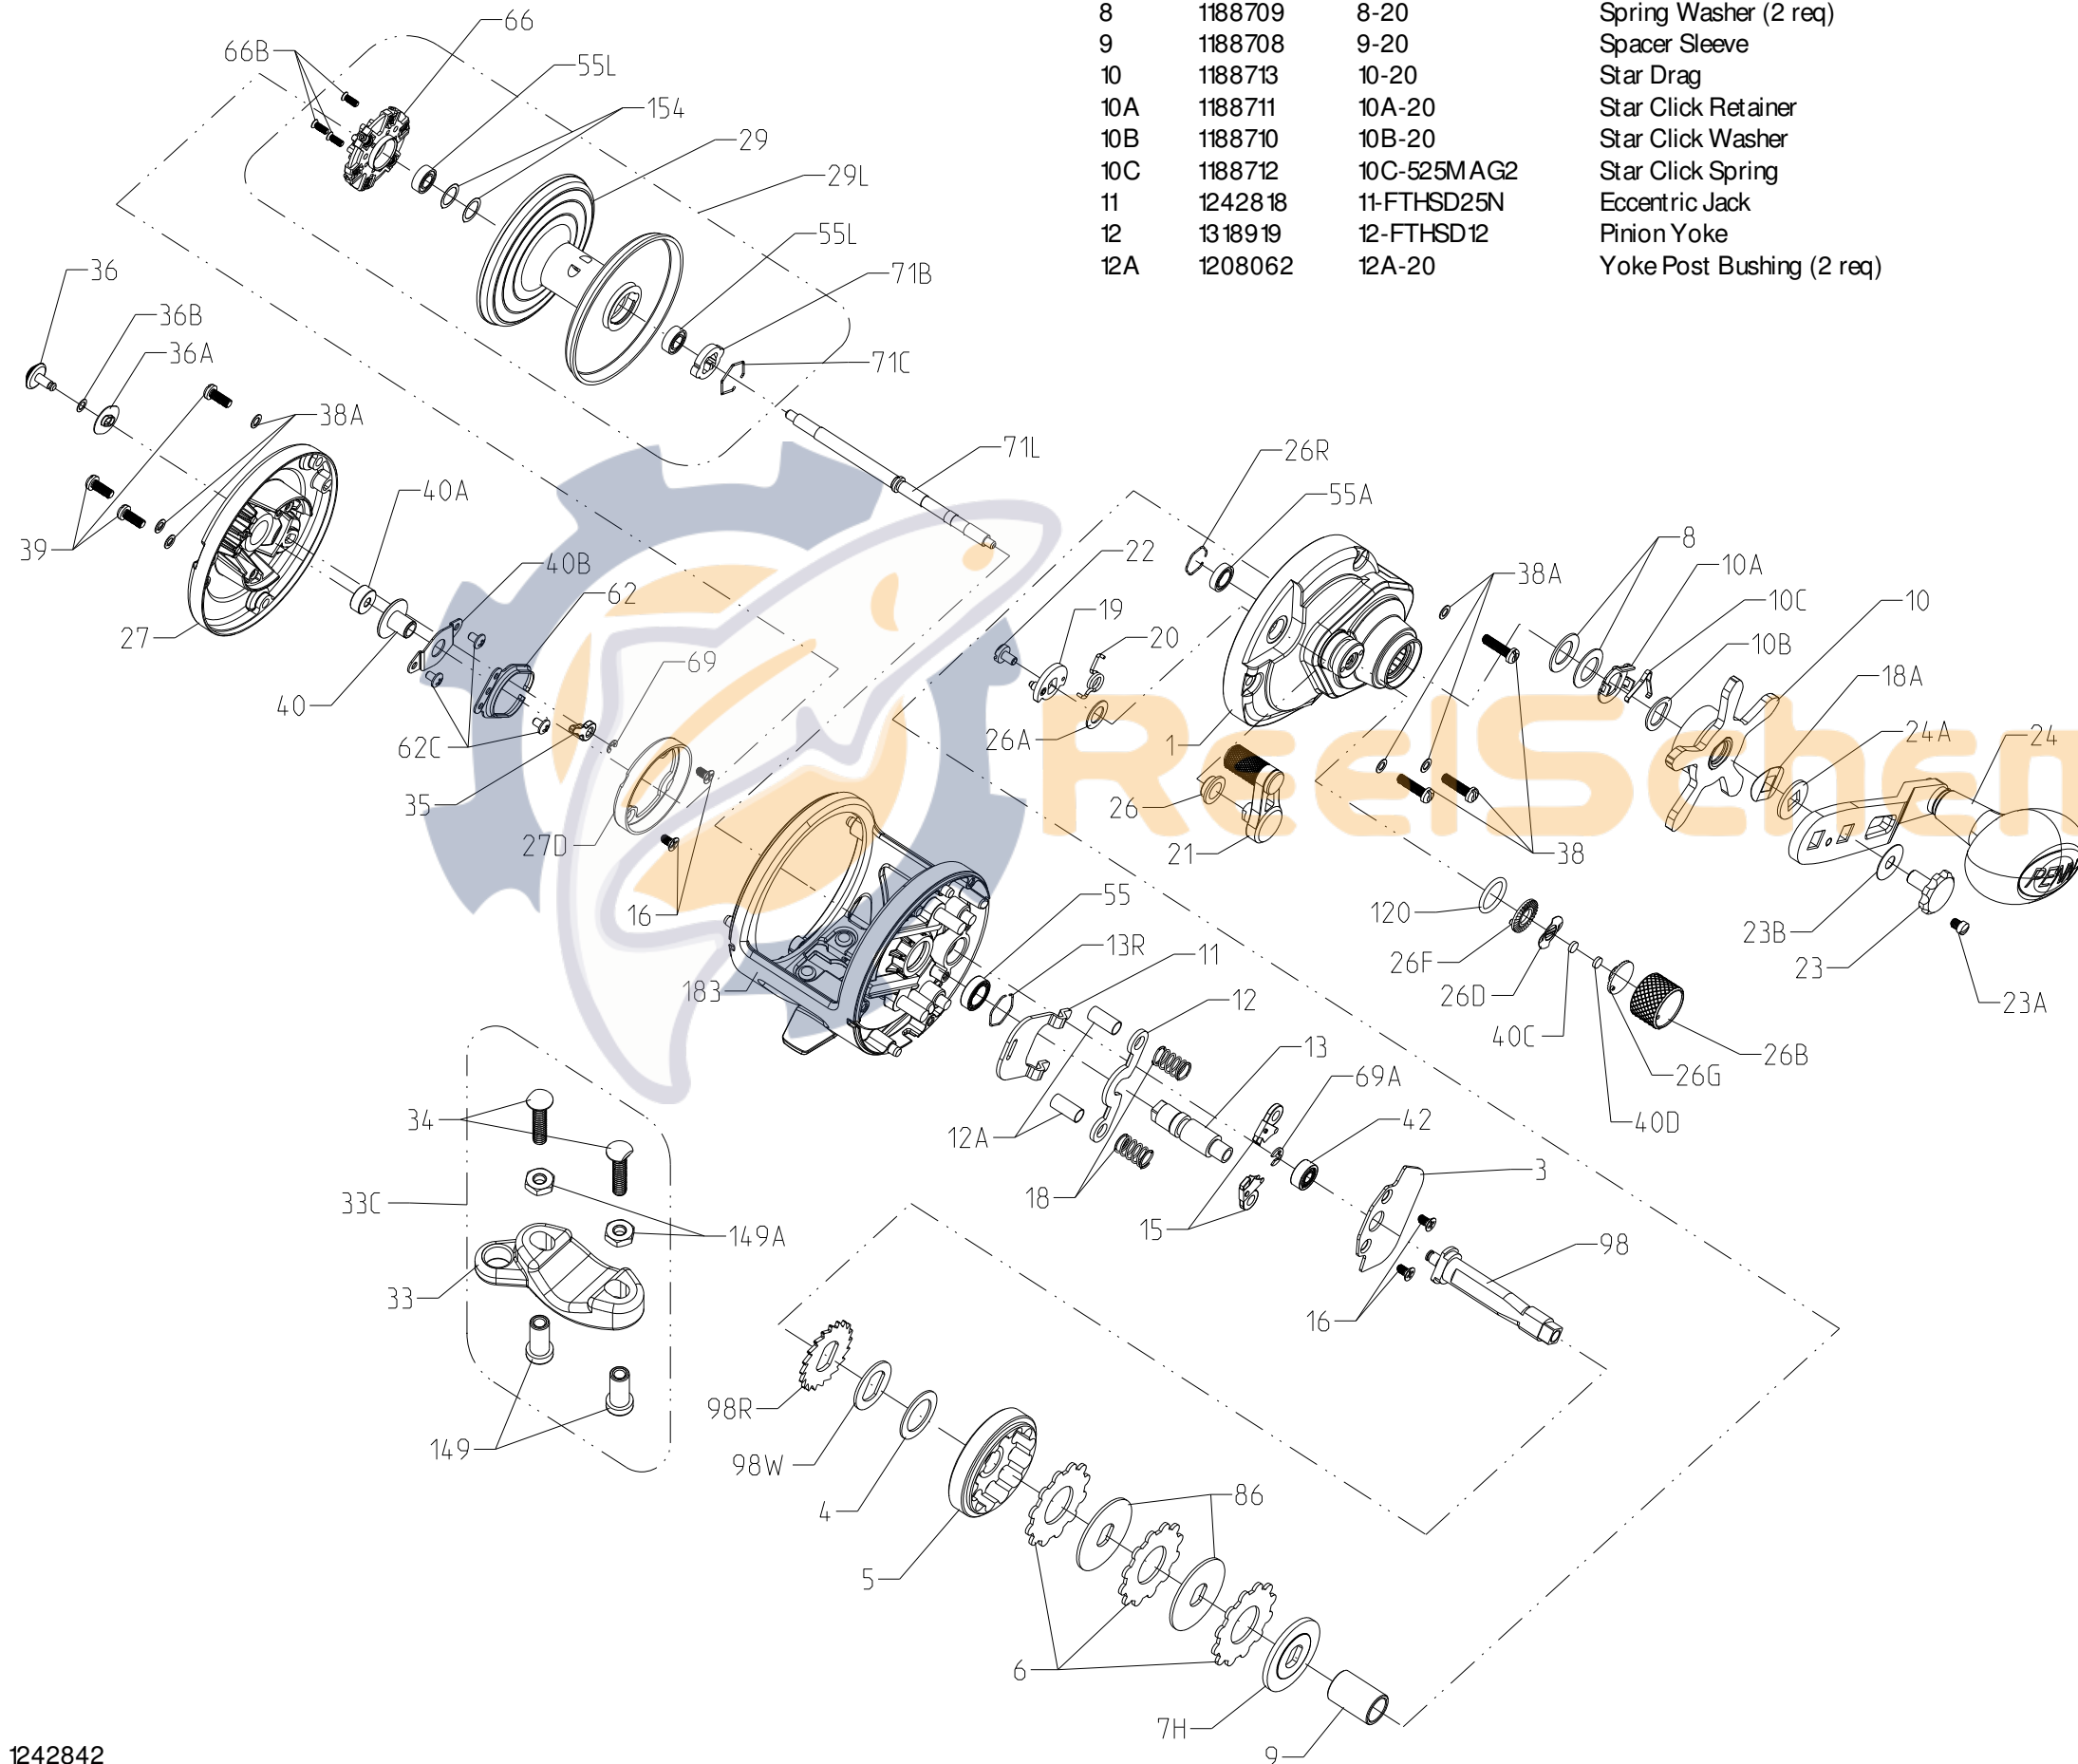 8 1188709 8-20 Spring Washer (2 req)
9 1188708 9-20 Spacer Sleeve
10 1188713 10-20 Star Drag
10A 1188711 10A-20 Star Click Retainer
10B 1188710 10B-20 Star Click Washer
10C 1188712 10C-525MAG2 Star Click Spring
11 1242818 11-FTHSD25N Eccentric Jack
12 1318919 12-FTHSD12 Pinion Yoke
12A 1208062 12A-20 Yoke Post Bushing (2 req)
66
66B
55L
154
29
29L
55L
71B
71C
36
36B
36A
38A
39
27
40A
71L
26R
55A
40B
62
22
19
20
38A
8
10A
10C
10
10B
18A
24A
24
40
62C
69
26A
1
ReelSchem
35
27D
26
21
38
16
55
13R
11
183
120
26F
26D
23B
23
23A
12
40C
26B
26G
40D
13
69A
42
34
12A
18
15
3
33C
149A
98
33
16
149
98R
98W
4
86
5
6
7H
9
PENN
1242842